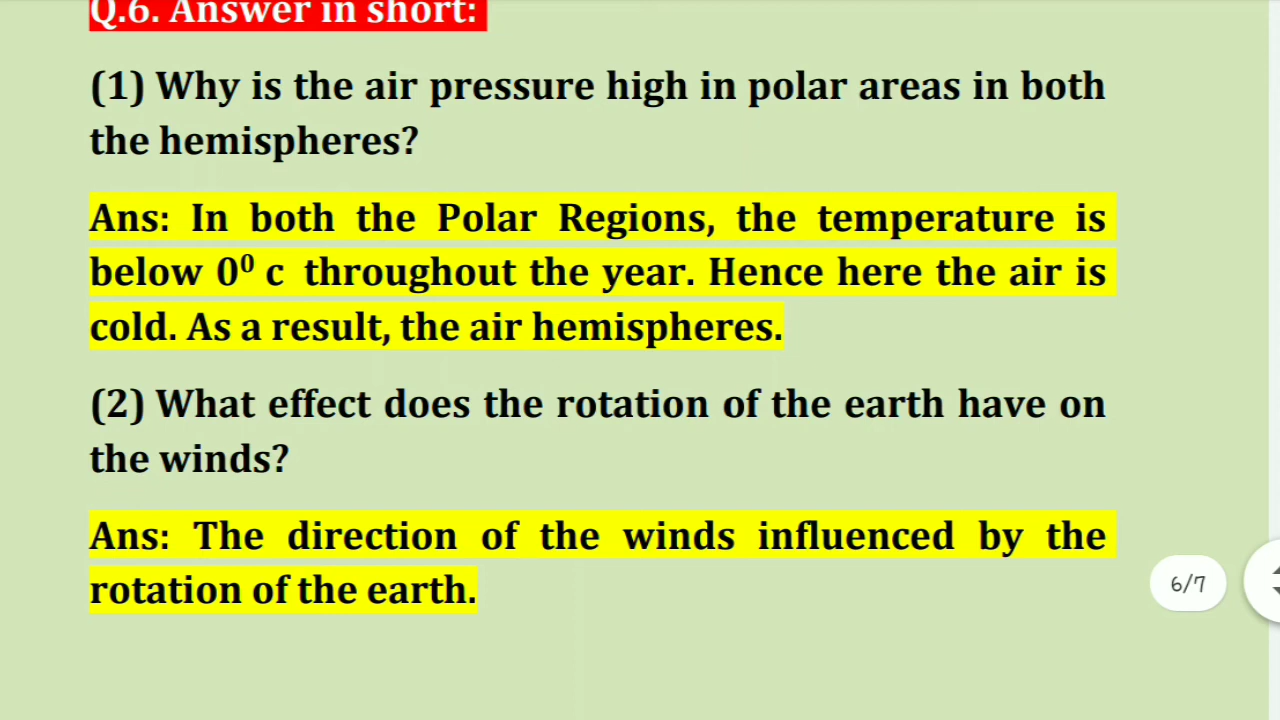 Q.6. Answer in short:
(1) Why is the air pressure high in polar areas in both
the hemispheres?
Ans: In both the Polar Regions, the temperature is
below 0⁰ c throughout the year. Hence here the air is
cold. As a result, the air hemispheres.
(2) What effect does the rotation of the earth have on
the winds?
Ans: The direction of the winds influenced by the
rotation of the earth.
6/7